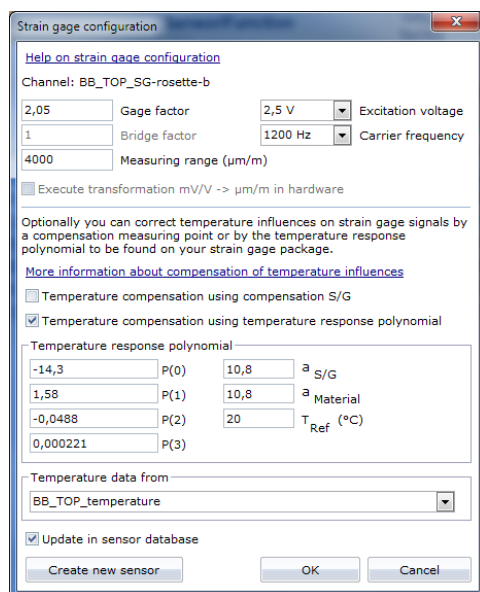 Strain gage configuration
Help on strain gage configuration
Channel: BB_TOP_SG-rosette-b
2,05 Gage factor 2,5 V Excitation voltage
1 Bridge factor 1200 Hz Carrier frequency
4000 Measuring range (µm/m)
Execute transformation mV/V -> µm/m in hardware
Optionally you can correct temperature influences on strain gage signals by
a compensation measuring point or by the temperature response
polynomial to be found on your strain gage package.
More information about compensation of temperature influences
Temperature compensation using compensation S/G
Temperature compensation using temperature response polynomial
Temperature response polynomial
-14,3 P(0) 10,8 a S/G
1,58 P(1) 10,8 a Material
-0,0488 P(2) 20 T Ref (°C)
0,000221 P(3)
Temperature data from
BB_TOP_temperature
Update in sensor database
Create new sensor OK Cancel